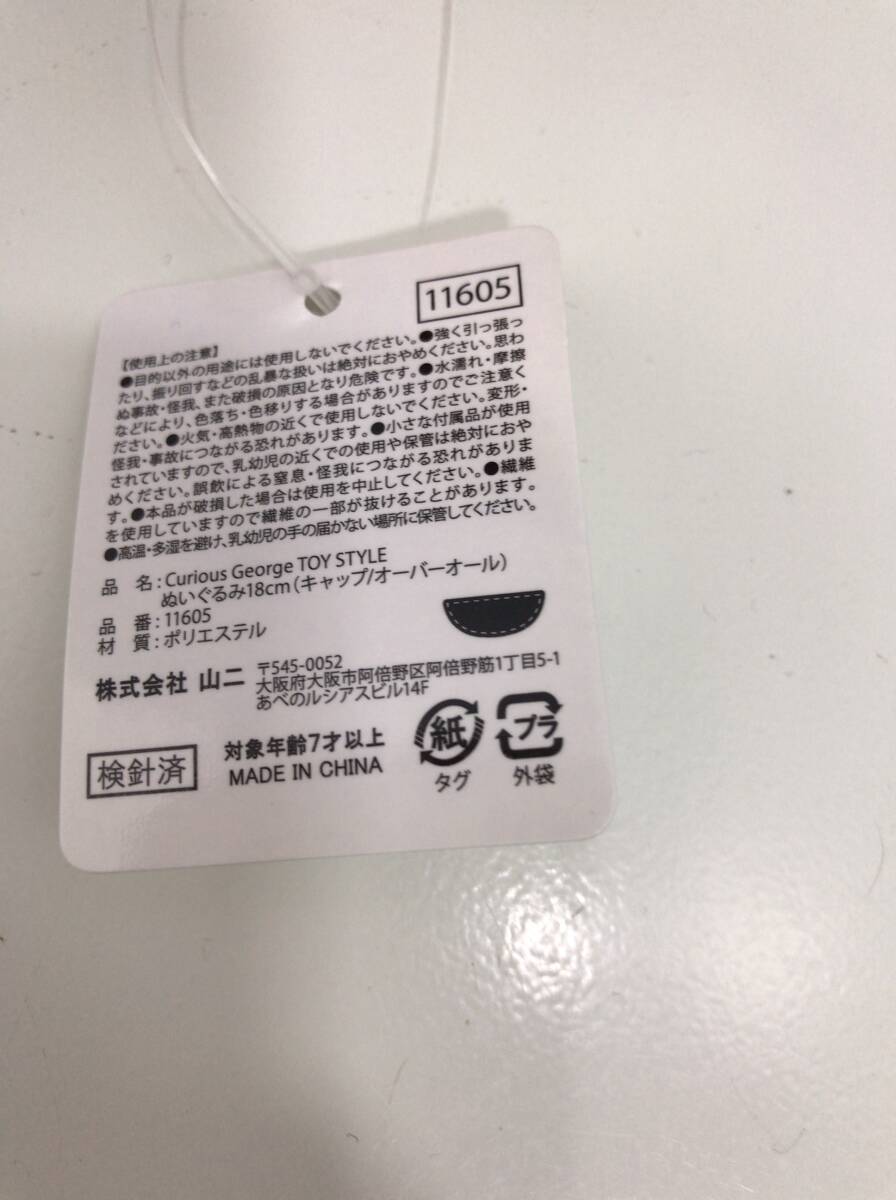 11605
【使用上の注意】
●目的以外の用途には使用しないでください。●強く引っ張っ
たり、振り回すなどの乱暴な扱いは絶対におやめください。思わ
ぬ事故・怪我、また破損の原因となり危険です。●水濡れ・摩擦
などにより、色落ち・色移りする場合がありますのでご注意く
ださい。●火気・高熱物の近くで使用しないでください。変形・
怪我・事故につながる恐れがあります。●小さな付属品が使用
されていますので、乳幼児の近くでの使用や保管は絶対におや
めください。誤飲による窒息・怪我につながる恐れがありま
す。●本品が破損した場合は使用を中止してください。●繊維
を使用していますので繊維の一部が抜けることがあります。
●高温・多湿を避け、乳幼児の手の届かない場所に保管してください。
品 名：Curious George TOY STYLE
ぬいぐるみ18cm（キャップ/オーバーオール）
品 番：11605
材 質：ポリエステル
株式会社 山二
〒545-0052
大阪府大阪市阿倍野区阿倍野筋1丁目5-1
あべのルシアスビル14F
検針済
対象年齢7才以上
MADE IN CHINA
紙
タグ
プラ
外袋